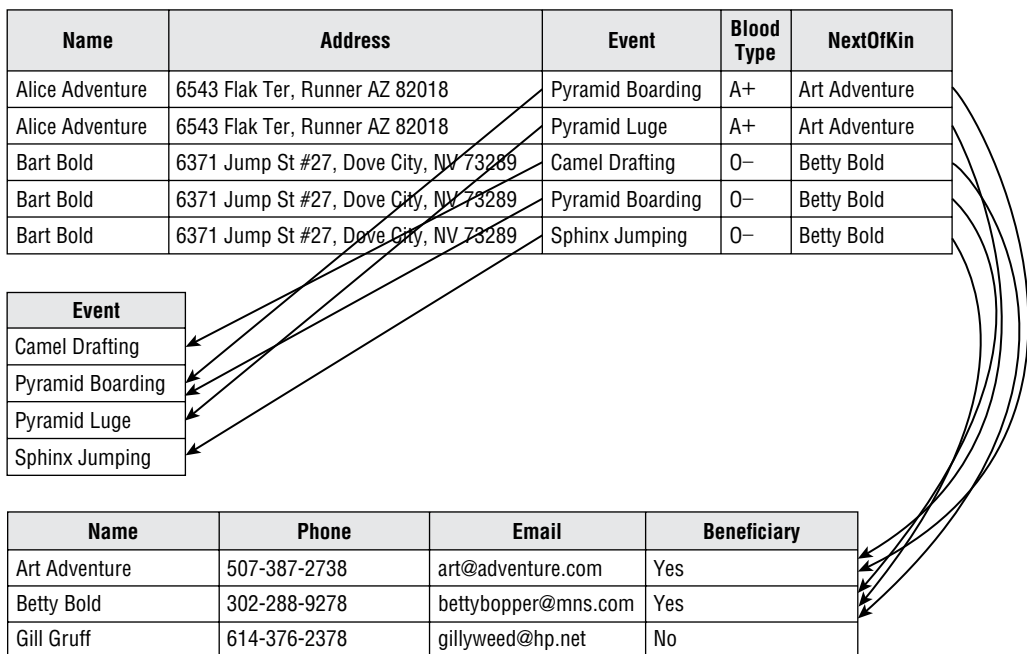 Name Address Event Blood Type NextOfKin
Alice Adventure 6543 Flak Ter, Runner AZ 82018 Pyramid Boarding A+ Art Adventure
Alice Adventure 6543 Flak Ter, Runner AZ 82018 Pyramid Luge A+ Art Adventure
Bart Bold 6371 Jump St #27, Dove City, NV 73289 Camel Drafting O− Betty Bold
Bart Bold 6371 Jump St #27, Dove City, NV 73289 Pyramid Boarding O− Betty Bold
Bart Bold 6371 Jump St #27, Dove City, NV 73289 Sphinx Jumping O− Betty Bold
Event
Camel Drafting
Pyramid Boarding
Pyramid Luge
Sphinx Jumping
Name Phone Email Beneficiary
Art Adventure 507-387-2738 art@adventure.com Yes
Betty Bold 302-288-9278 bettybopper@mns.com Yes
Gill Gruff 614-376-2378 gillyweed@hp.net No